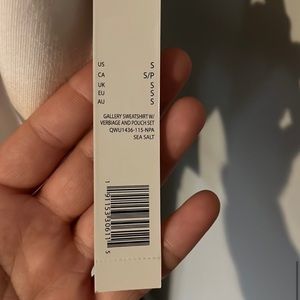 US S
CA S/P
UK S
EU S
AU S
GALLERY SWEATSHIRT W/
VERBIAGE AND POUCH SET
QWU1436-115-NPA
SEA SALT